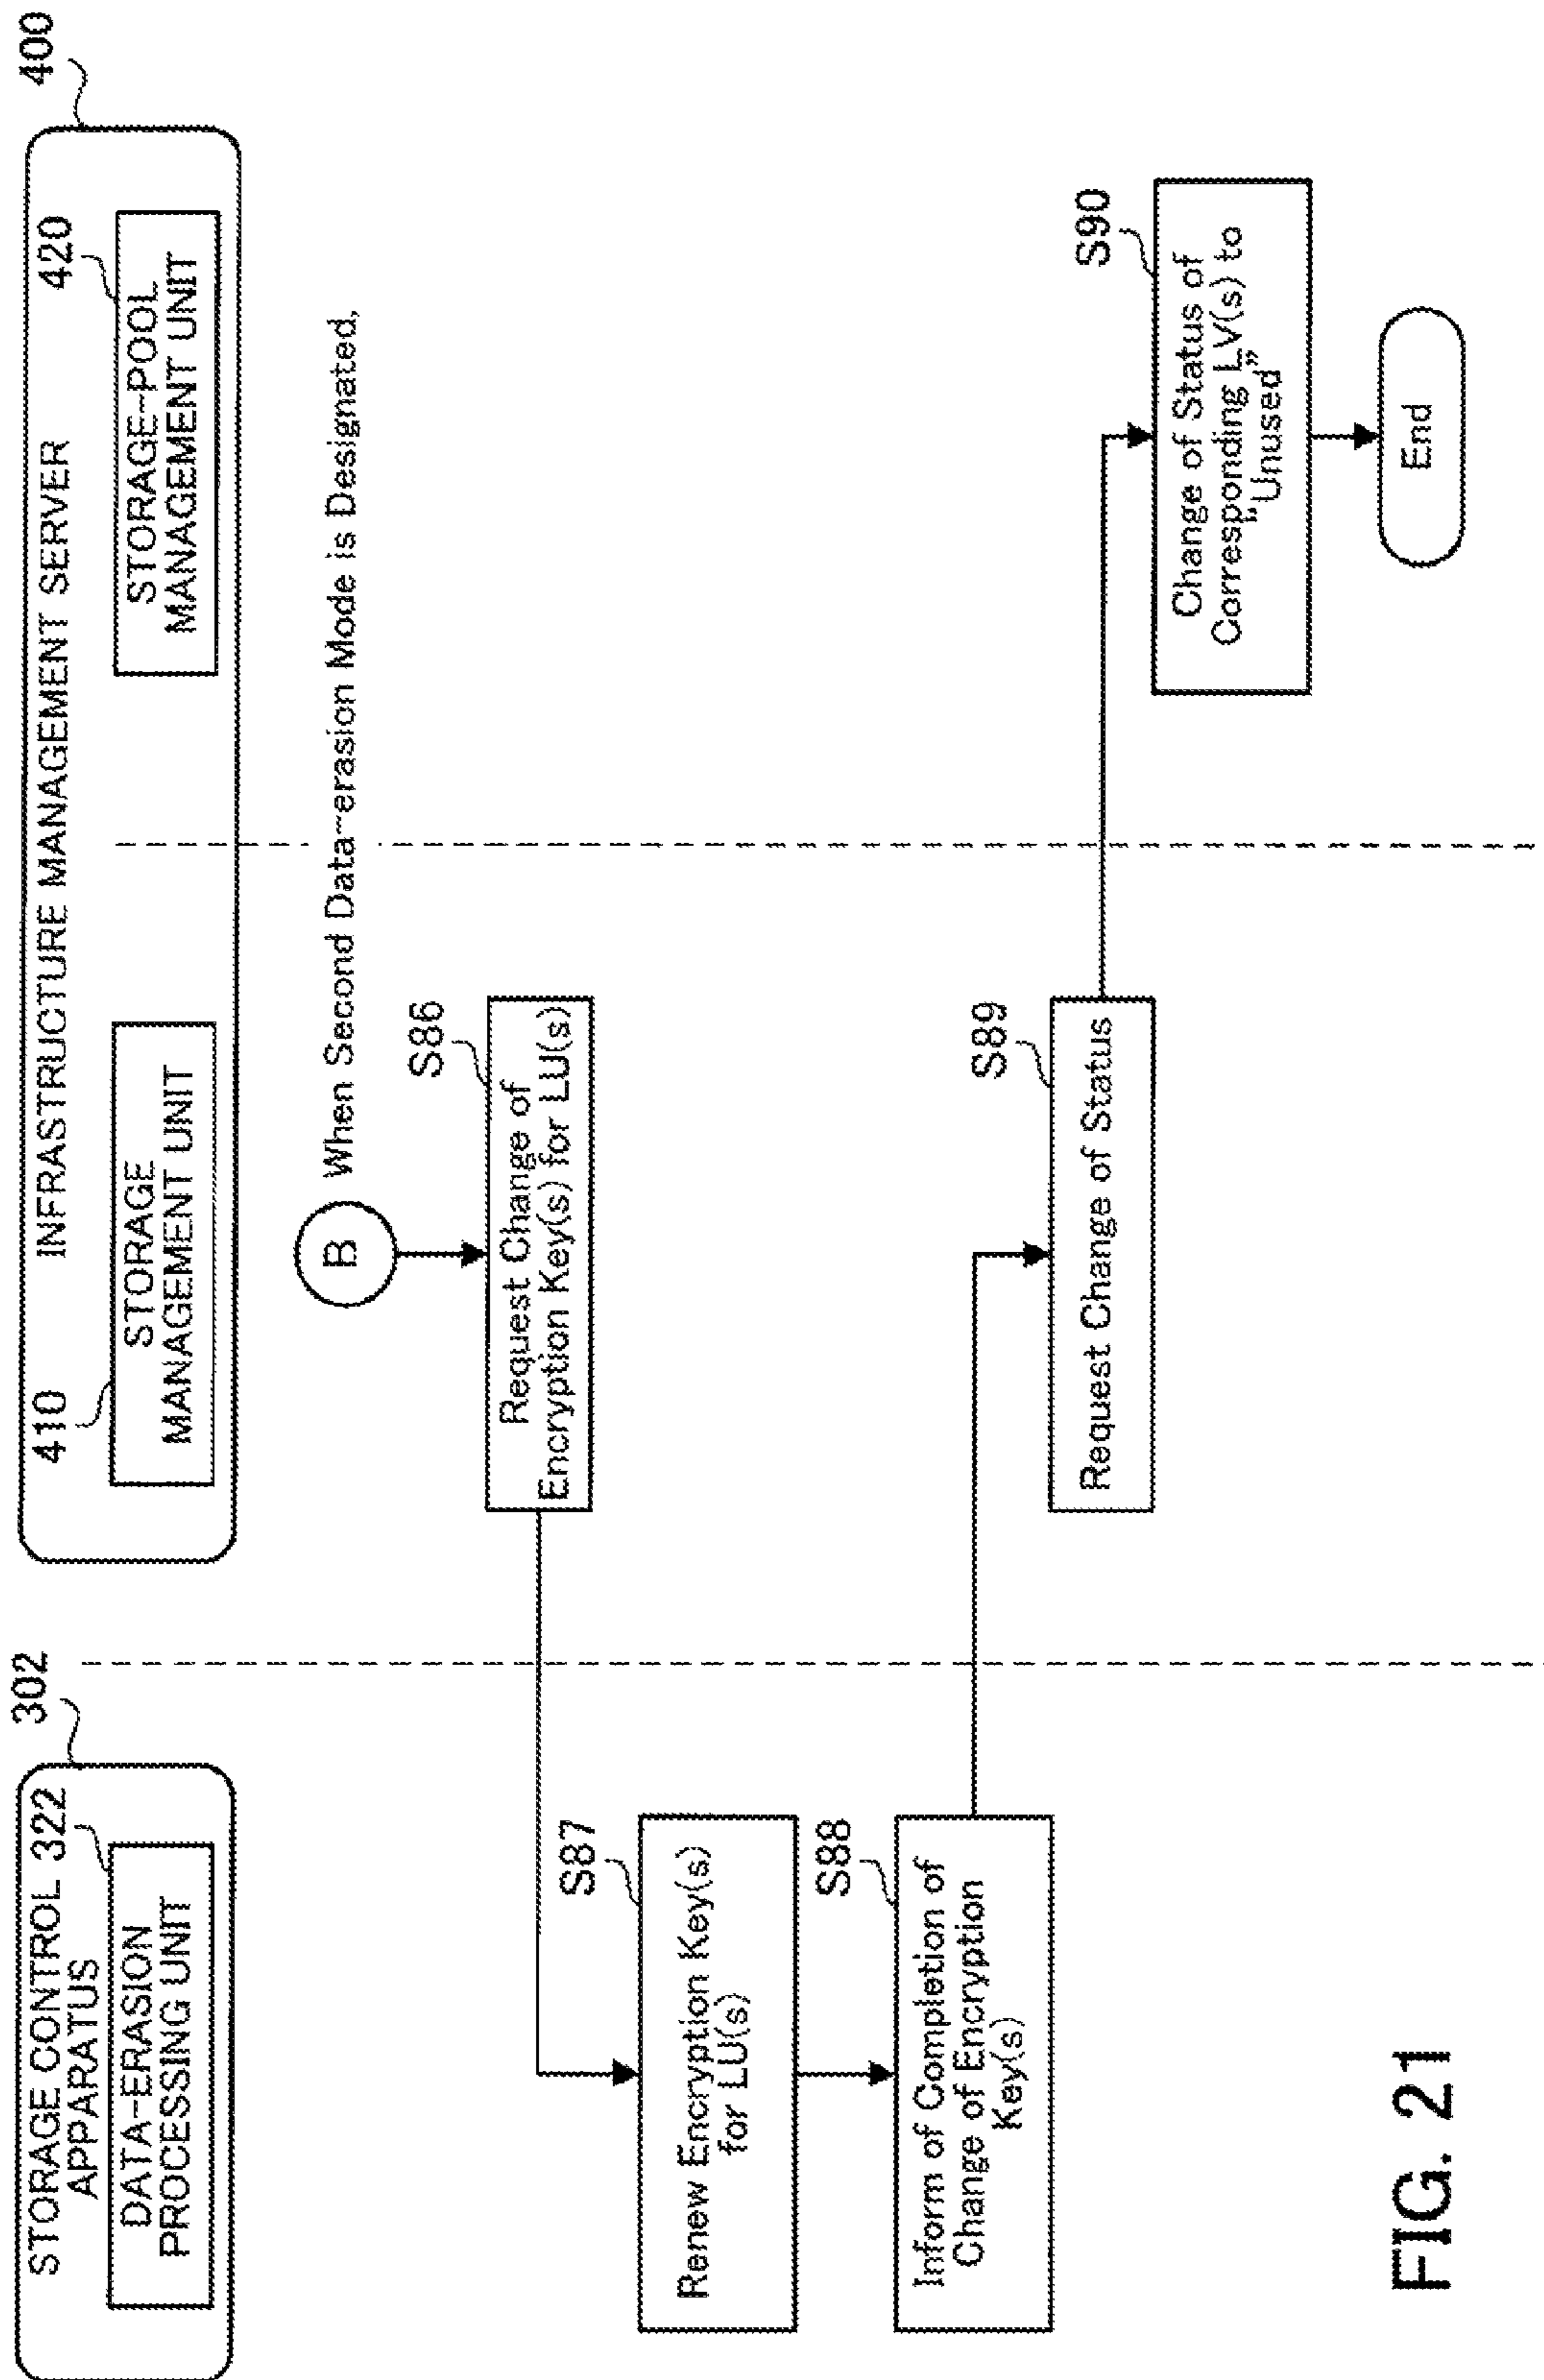 STORAGE CONTROL
APPARATUS
302
322
DATA-ERASION
PROCESSING UNIT
INFRASTRUCTURE MANAGEMENT SERVER
400
410
STORAGE
MANAGEMENT UNIT
420
STORAGE-POOL
MANAGEMENT UNIT
B
When Second Data-erasion Mode is Designated,
S86
Request Change of
Encryption Key(s) for LU(s)
S87
Renew Encryption Key(s)
for LU(s)
S88
Inform of Completion of
Change of Encryption
Key(s)
S89
Request Change of Status
S90
Change of Status of
Corresponding LV(s) to
“Unused”
End
FIG. 21